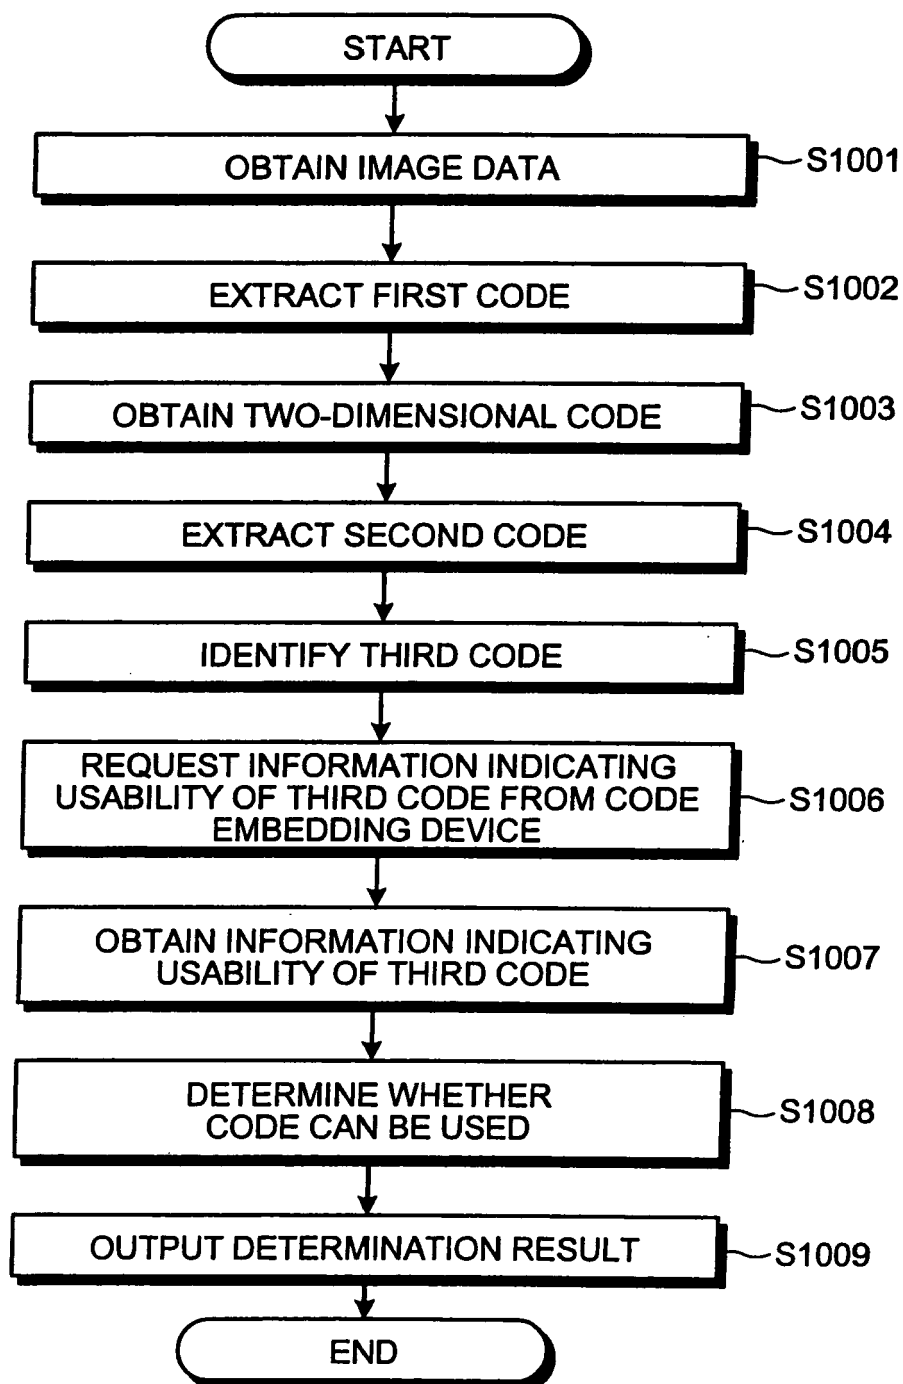 START
OBTAIN IMAGE DATA
S1001
EXTRACT FIRST CODE
S1002
OBTAIN TWO-DIMENSIONAL CODE
S1003
EXTRACT SECOND CODE
S1004
IDENTIFY THIRD CODE
S1005
REQUEST INFORMATION INDICATING
USABILITY OF THIRD CODE FROM CODE
EMBEDDING DEVICE
S1006
OBTAIN INFORMATION INDICATING
USABILITY OF THIRD CODE
S1007
DETERMINE WHETHER
CODE CAN BE USED
S1008
OUTPUT DETERMINATION RESULT
S1009
END